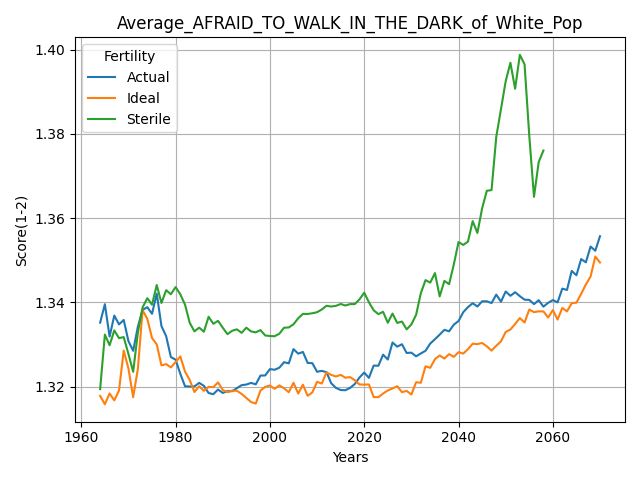 Average_AFRAID_TO_WALK_IN_THE_DARK_of_White_Pop
Score(1-2)
1.40
1.38
1.36
1.34
1.32
Fertility
Actual
Ideal
Sterile
1960
1980
2000
2020
2040
2060
Years